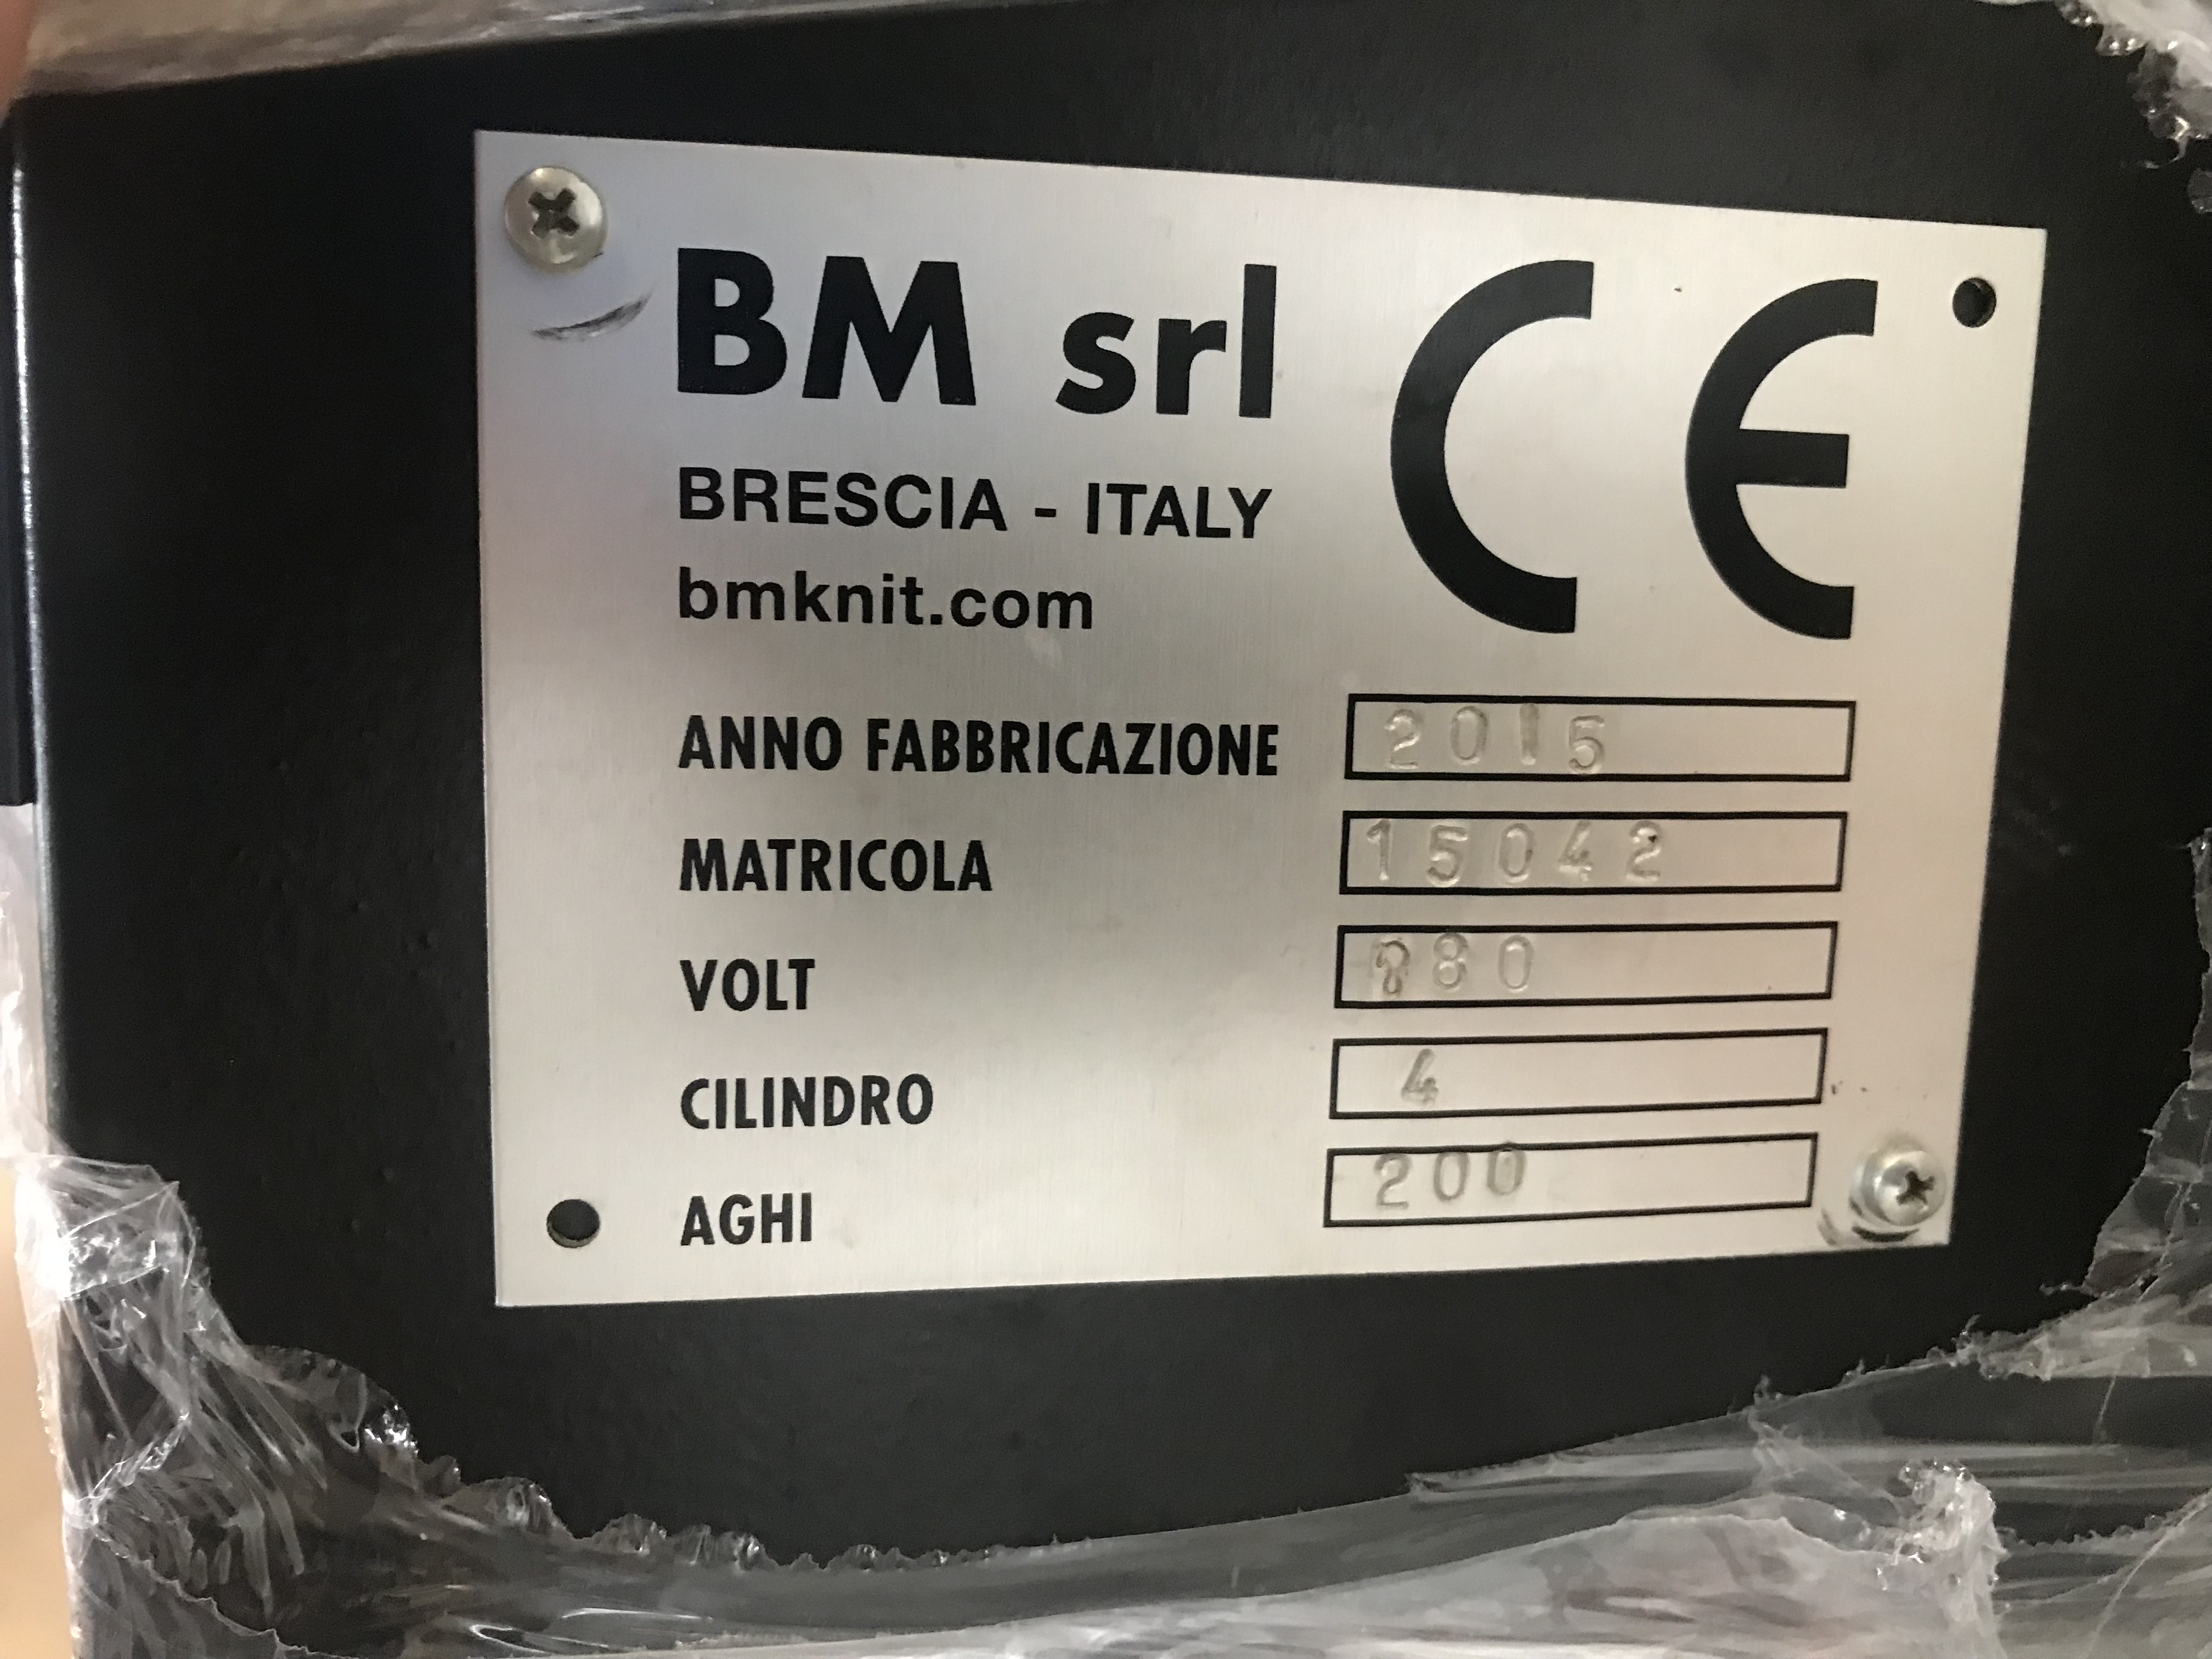 BM srl CE
BRESCIA - ITALY
bmknit.com
ANNO FABBRICAZIONE 2015
MATRICOLA 15042
VOLT
CILINDRO 4
AGHI 200